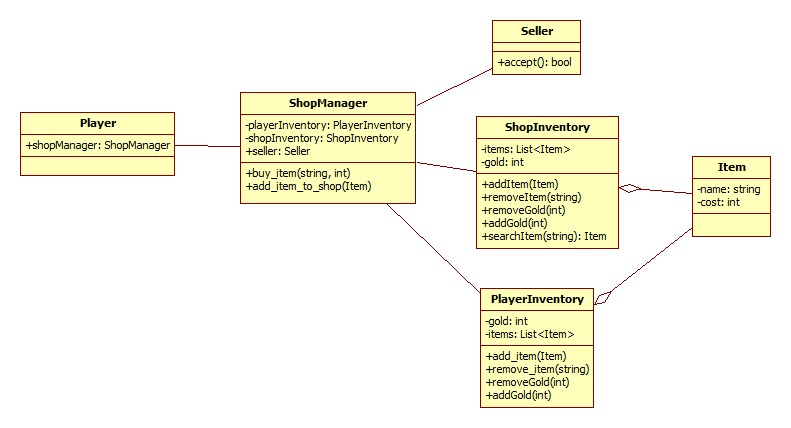 Seller
+accept(): bool
ShopManager
-playerInventory: PlayerInventory
-shopInventory: ShopInventory
+seller: Seller
+buy_item(string, int)
+add_item_to_shop(Item)
Player
+shopManager: ShopManager
ShopInventory
-items: List<Item>
-gold: int
+addItem(Item)
+removeItem(string)
+removeGold(int)
+addGold(int)
+searchItem(string): Item
Item
-name: string
-cost: int
PlayerInventory
-gold: int
-items: List<Item>
+add_item(Item)
+remove_item(string)
+removeGold(int)
+addGold(int)